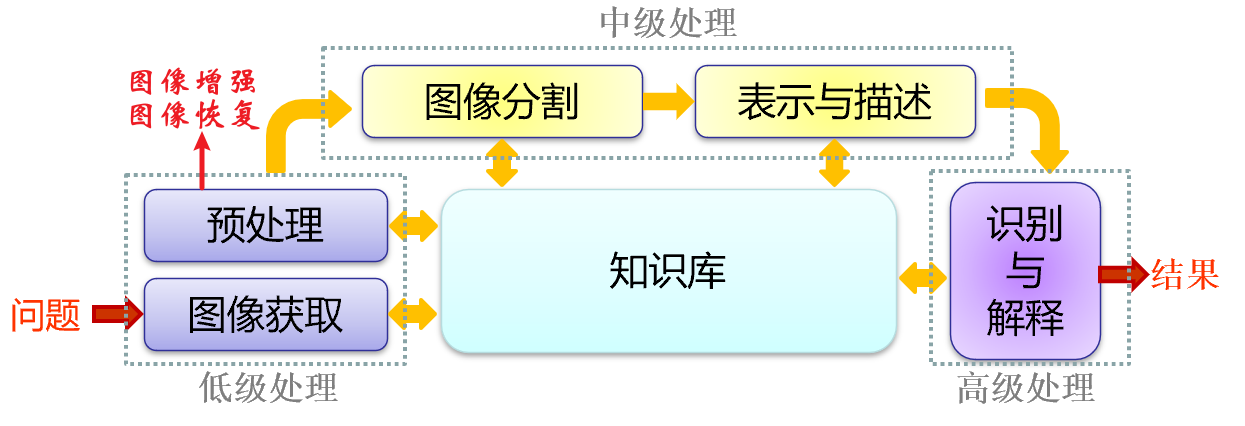 中级处理
图像增强
图像恢复
图像分割
表示与描述
预处理
图像获取
问题
知识库
识别
与
解释
结果
低级处理
高级处理